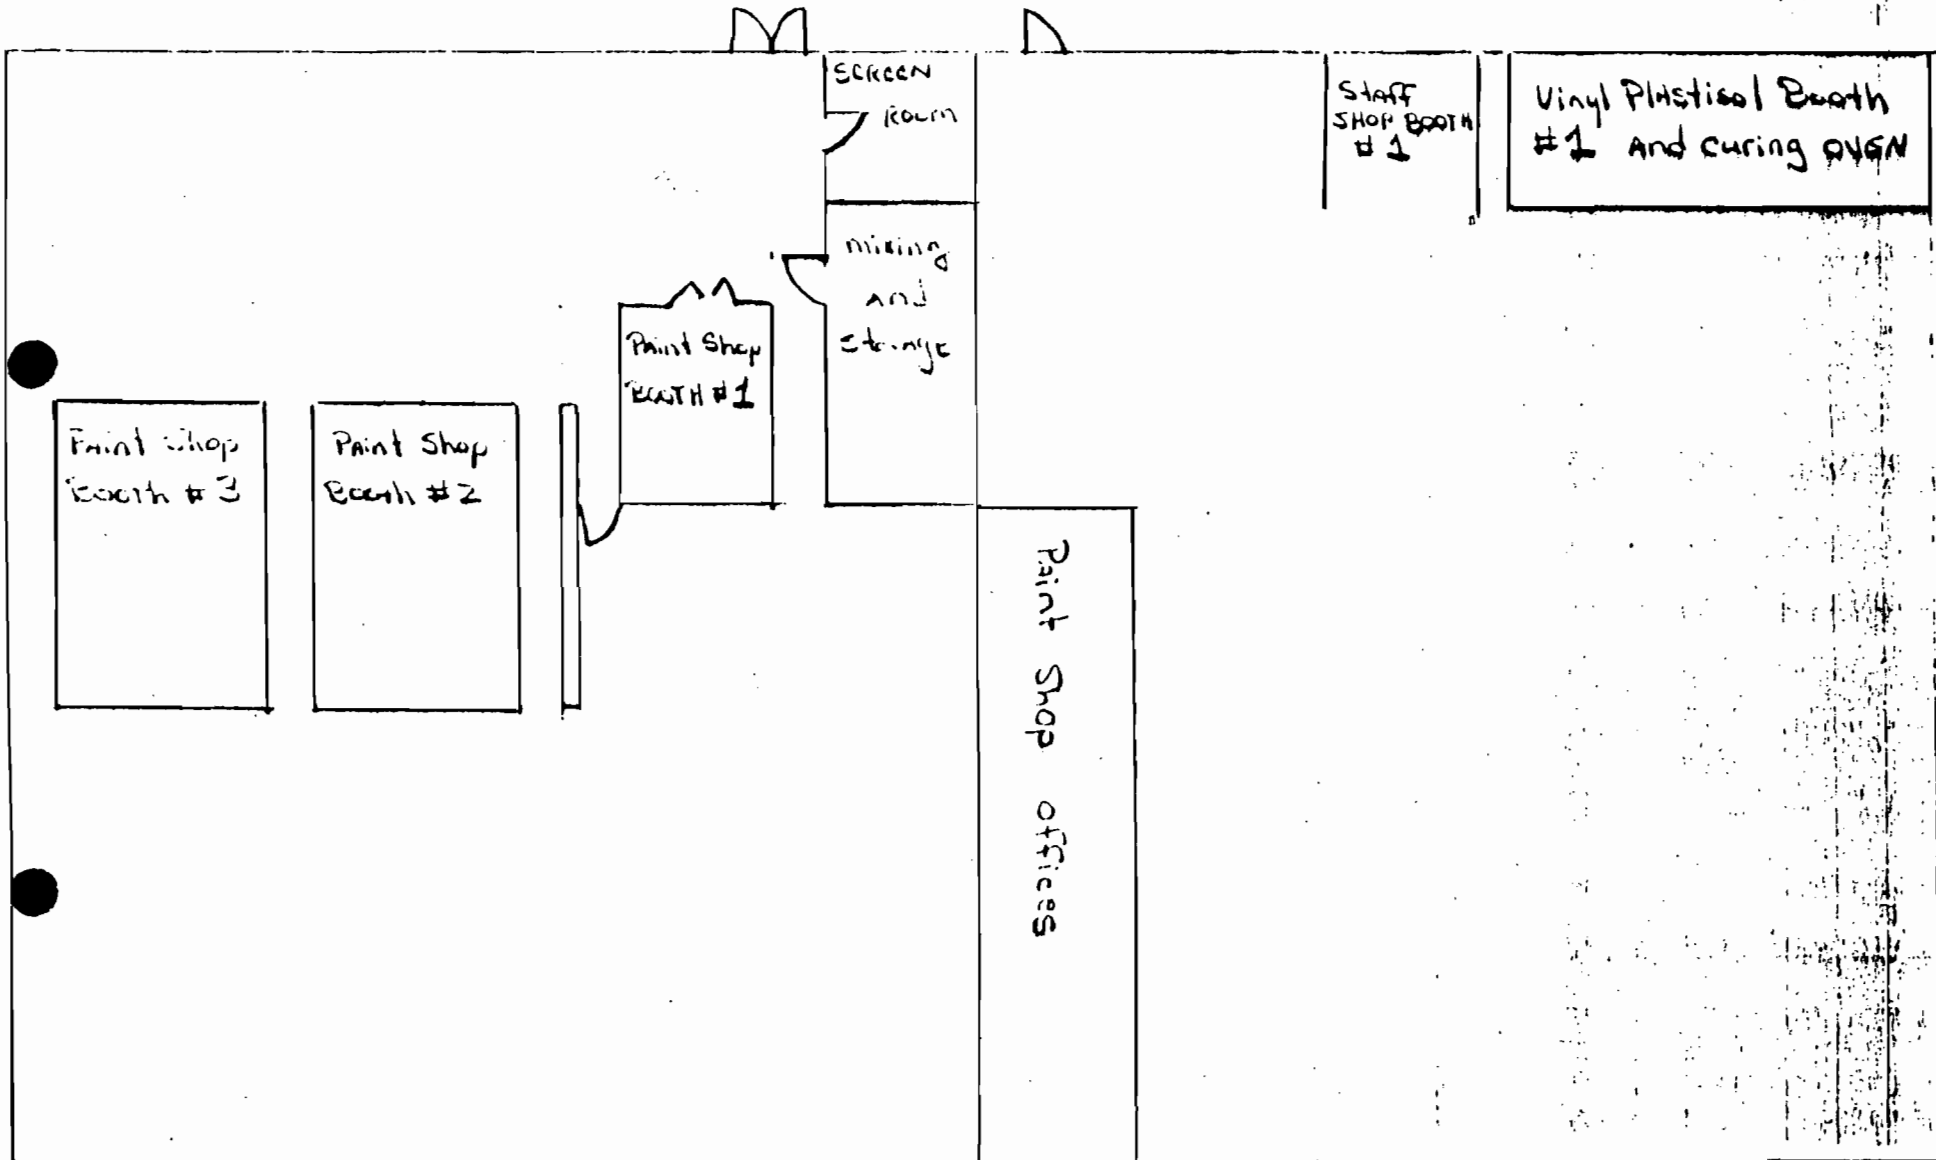 SCREEN
ROOM
Staff
SHOP BOOTH
#1
Vinyl Plastisol Booth
#1 And curing OVEN
mixing
and
storage
Paint Shop
BOOTH #1
Paint Shop
Booth #3
Paint Shop
Booth #2
Paint Shop offices